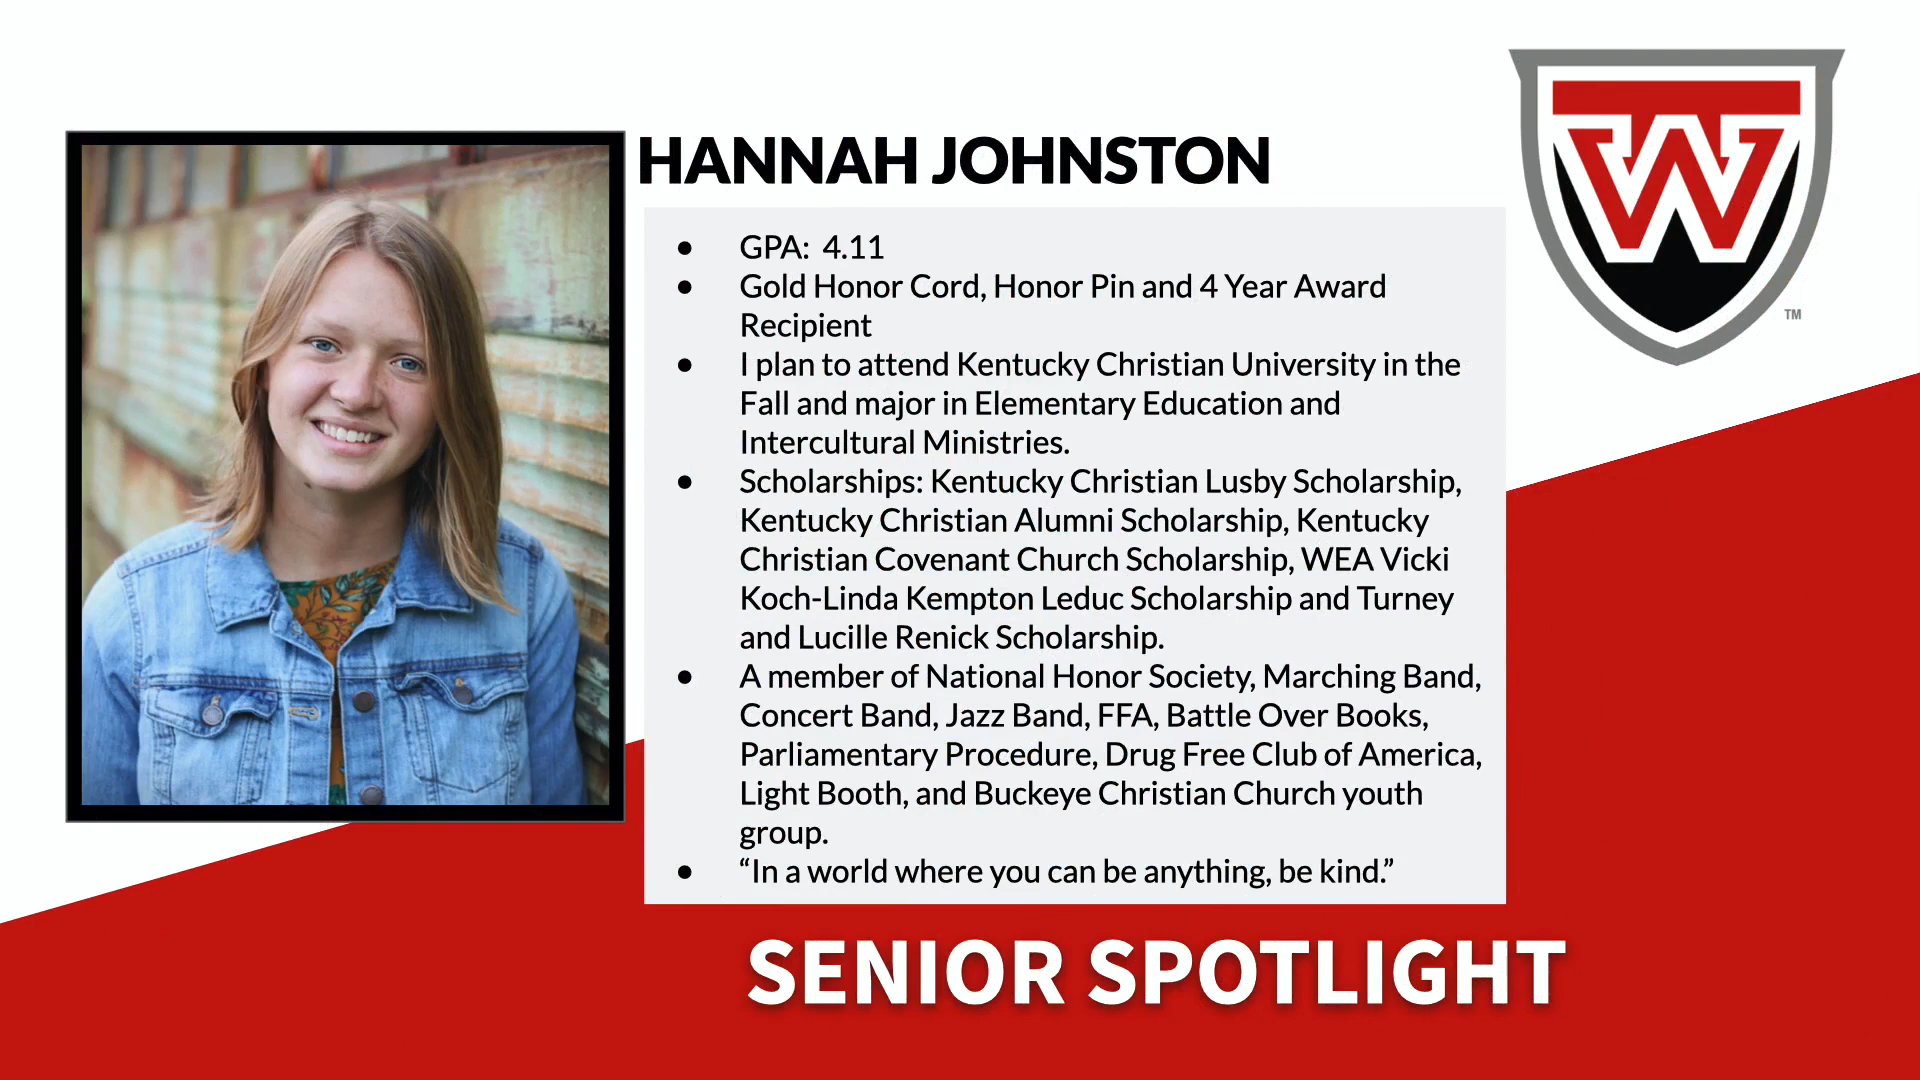 HANNAH JOHNSTON
● GPA:  4.11
● Gold Honor Cord, Honor Pin and 4 Year Award
Recipient
● I plan to attend Kentucky Christian University in the
Fall and major in Elementary Education and
Intercultural Ministries.
● Scholarships: Kentucky Christian Lusby Scholarship,
Kentucky Christian Alumni Scholarship, Kentucky
Christian Covenant Church Scholarship, WEA Vicki
Koch-Linda Kempton Leduc Scholarship and Turney
and Lucille Renick Scholarship.
● A member of National Honor Society, Marching Band,
Concert Band, Jazz Band, FFA, Battle Over Books,
Parliamentary Procedure, Drug Free Club of America,
Light Booth, and Buckeye Christian Church youth
group.
● “In a world where you can be anything, be kind.”
W
TM
SENIOR SPOTLIGHT